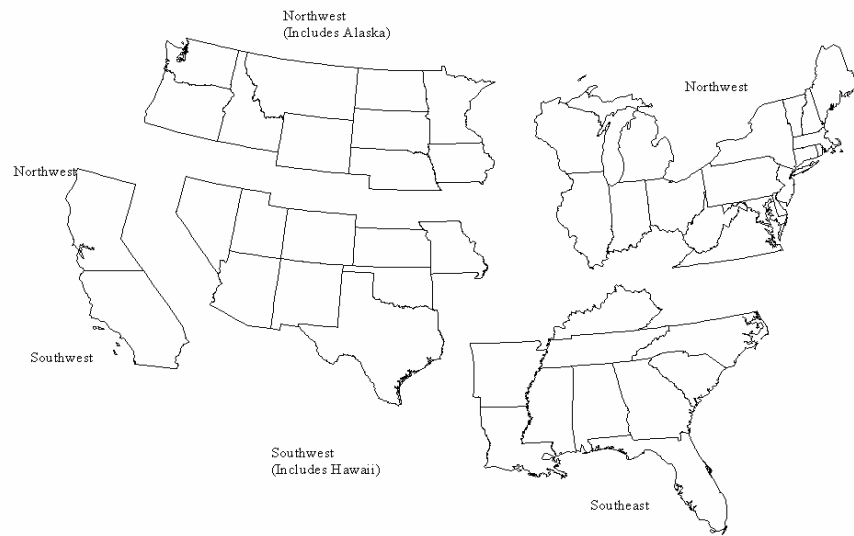 Northwest
(Includes Alaska)
Northwest
Northwest
Southwest
Southwest
(Includes Hawaii)
Southeast